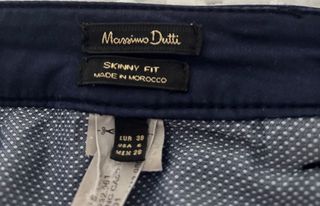 Massimo Dutti
SKINNY FIT
MADE IN MOROCCO
EUR 38
USA 6
MEX 28